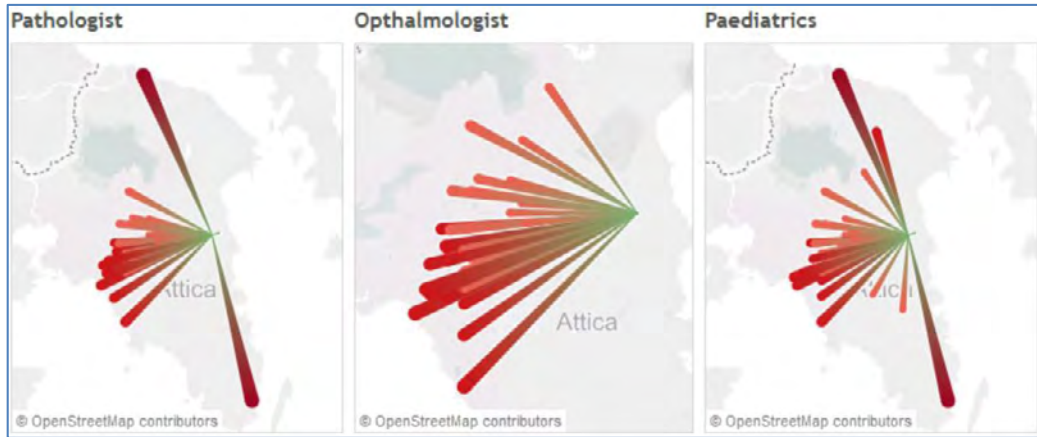 Pathologist
Opthalmologist
Paediatrics
Attica
Attica
© OpenStreetMap contributors
© OpenStreetMap contributors
© OpenStreetMap contributors